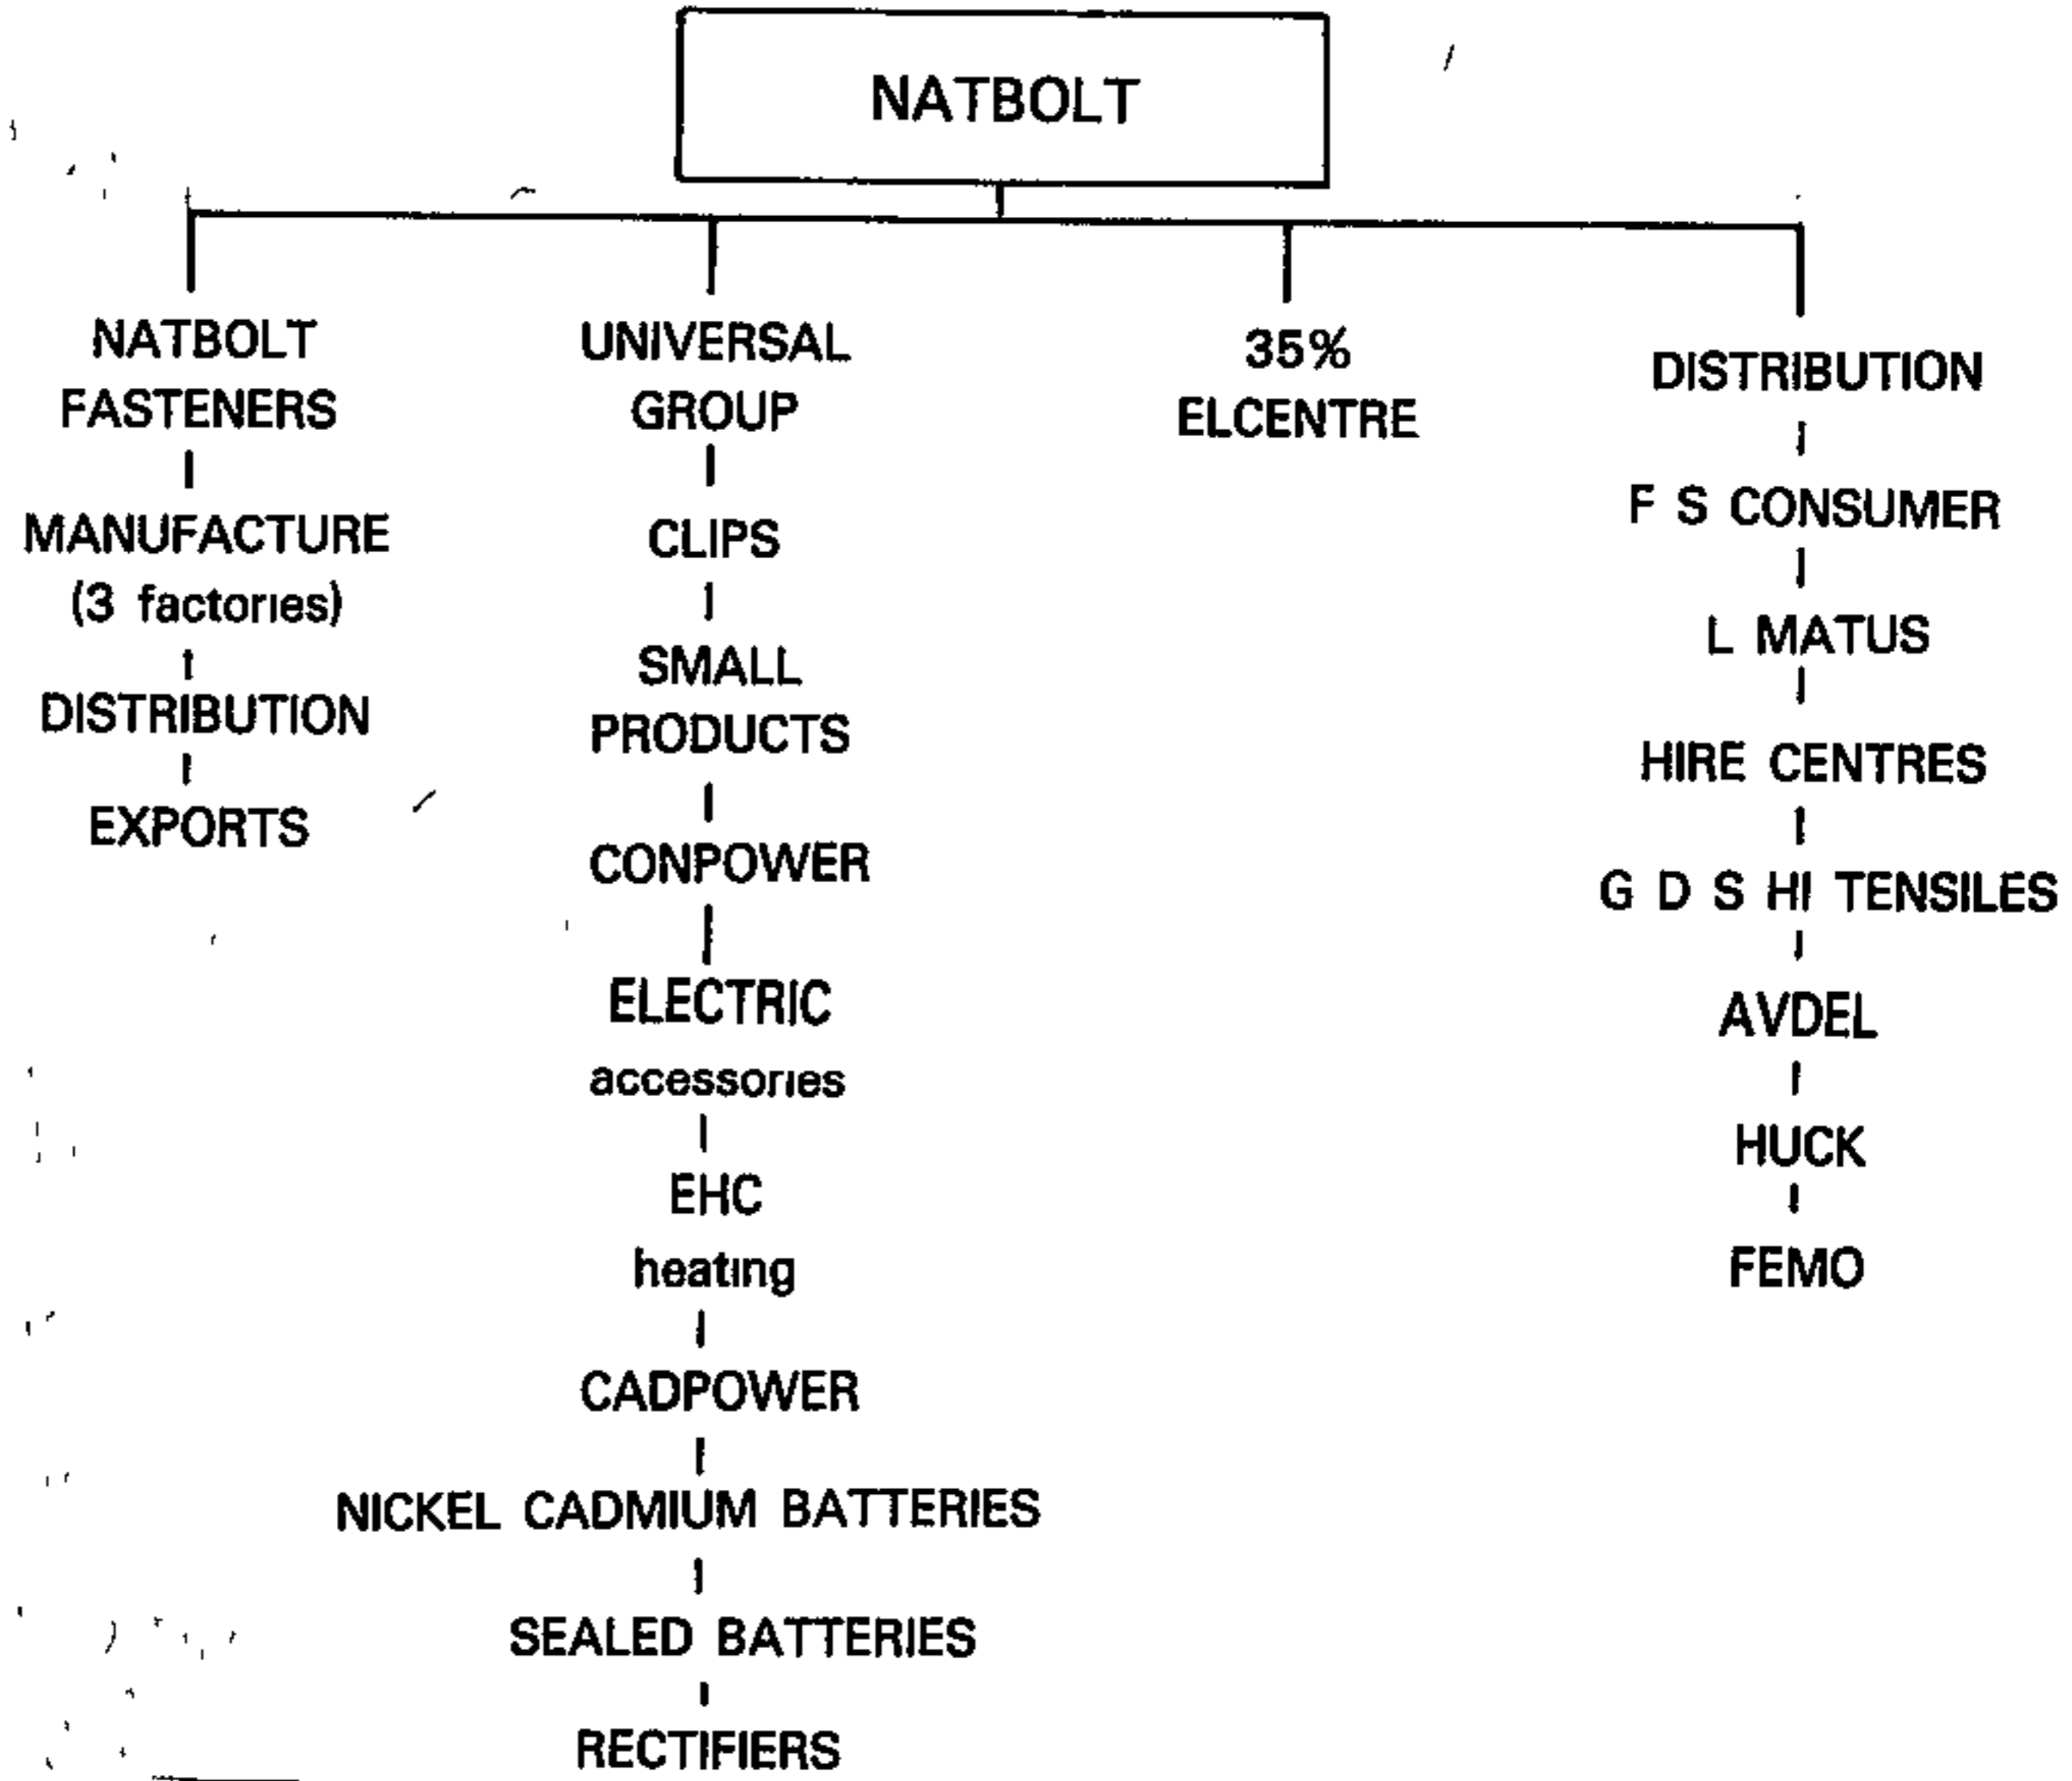 NATBOLT
NATBOLT
FASTENERS
MANUFACTURE
(3 factories)
DISTRIBUTION
EXPORTS
UNIVERSAL
GROUP
CLIPS
SMALL
PRODUCTS
CONPOWER
ELECTRIC
accessories
EHC
heating
CADPOWER
NICKEL CADMIUM BATTERIES
SEALED BATTERIES
RECTIFIERS
35%
ELCENTRE
DISTRIBUTION
F S CONSUMER
L MATUS
HIRE CENTRES
G D S HI TENSILES
AVDEL
HUCK
FEMO